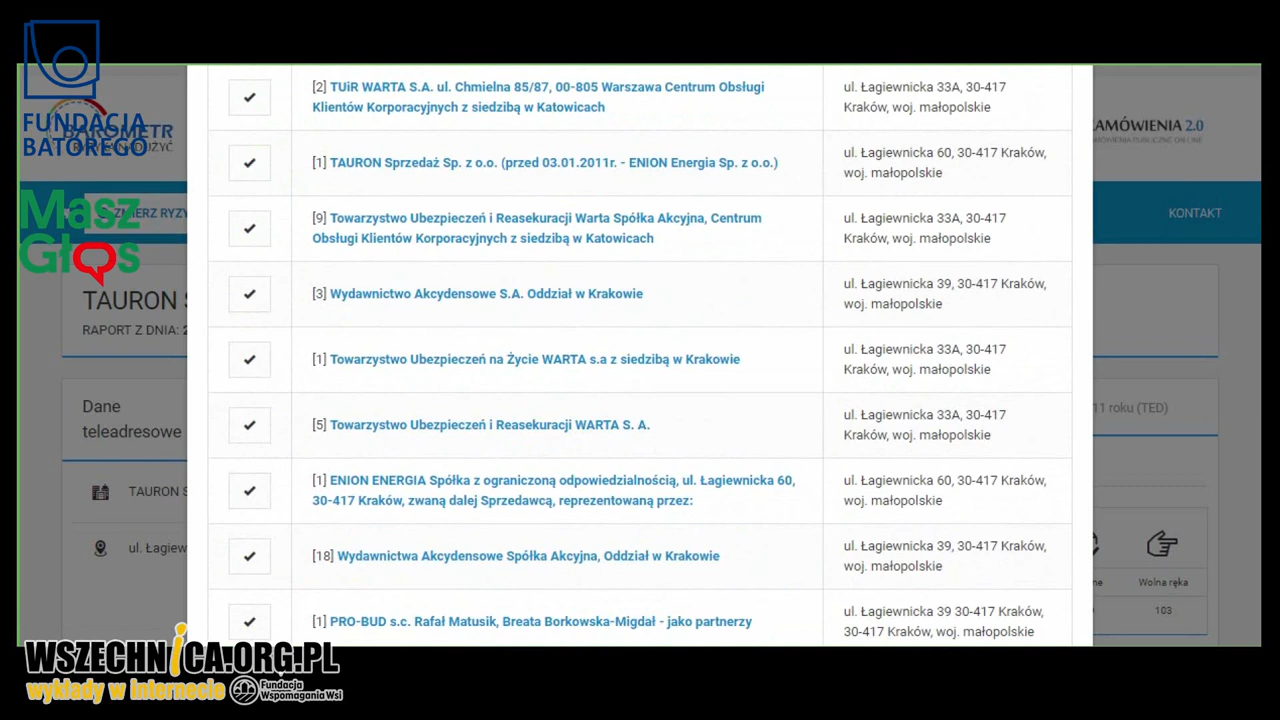 FUNDACJA
BATOREGO
BAROMETR
Masz
Głos
ZMIERZ RYZY
TAURON S
RAPORT Z DNIA: 2
Dane
teleadresowe
TAURON S
ul. Łagiew
[2] TUiR WARTA S.A. ul. Chmielna 85/87, 00-805 Warszawa Centrum Obsługi
Klientów Korporacyjnych z siedzibą w Katowicach
ul. Łagiewnicka 33A, 30-417
Kraków, woj. małopolskie
[1] TAURON Sprzedaż Sp. z o.o. (przed 03.01.2011r. - ENION Energia Sp. z o.o.)
ul. Łagiewnicka 60, 30-417 Kraków,
woj. małopolskie
[9] Towarzystwo Ubezpieczeń i Reasekuracji Warta Spółka Akcyjna, Centrum
Obsługi Klientów Korporacyjnych z siedzibą w Katowicach
ul. Łagiewnicka 33A, 30-417
Kraków, woj. małopolskie
[3] Wydawnictwo Akcydensowe S.A. Oddział w Krakowie
ul. Łagiewnicka 39, 30-417 Kraków,
woj. małopolskie
[1] Towarzystwo Ubezpieczeń na Życie WARTA s.a z siedzibą w Krakowie
ul. Łagiewnicka 33A, 30-417
Kraków, woj. małopolskie
[5] Towarzystwo Ubezpieczeń i Reasekuracji WARTA S. A.
ul. Łagiewnicka 33A, 30-417
Kraków, woj. małopolskie
[1] ENION ENERGIA Spółka z ograniczoną odpowiedzialnością, ul. Łagiewnicka 60,
30-417 Kraków, zwaną dalej Sprzedawcą, reprezentowaną przez:
ul. Łagiewnicka 60, 30-417 Kraków,
woj. małopolskie
[18] Wydawnictwa Akcydensowe Spółka Akcyjna, Oddział w Krakowie
ul. Łagiewnicka 39, 30-417 Kraków,
woj. małopolskie
[1] PRO-BUD s.c. Rafał Matusik, Breata Borkowska-Migdał - jako partnerzy
ul. Łagiewnicka 39 30-417 Kraków,
30-417 Kraków, woj. małopolskie
ZAMÓWIENIA 2.0
KONTAKT
11 roku (TED)
ne
Wolna ręka
103
WSZECHNICA.ORG.PL
wykłady w internecie
Fundacja
Wspomagania Wsi